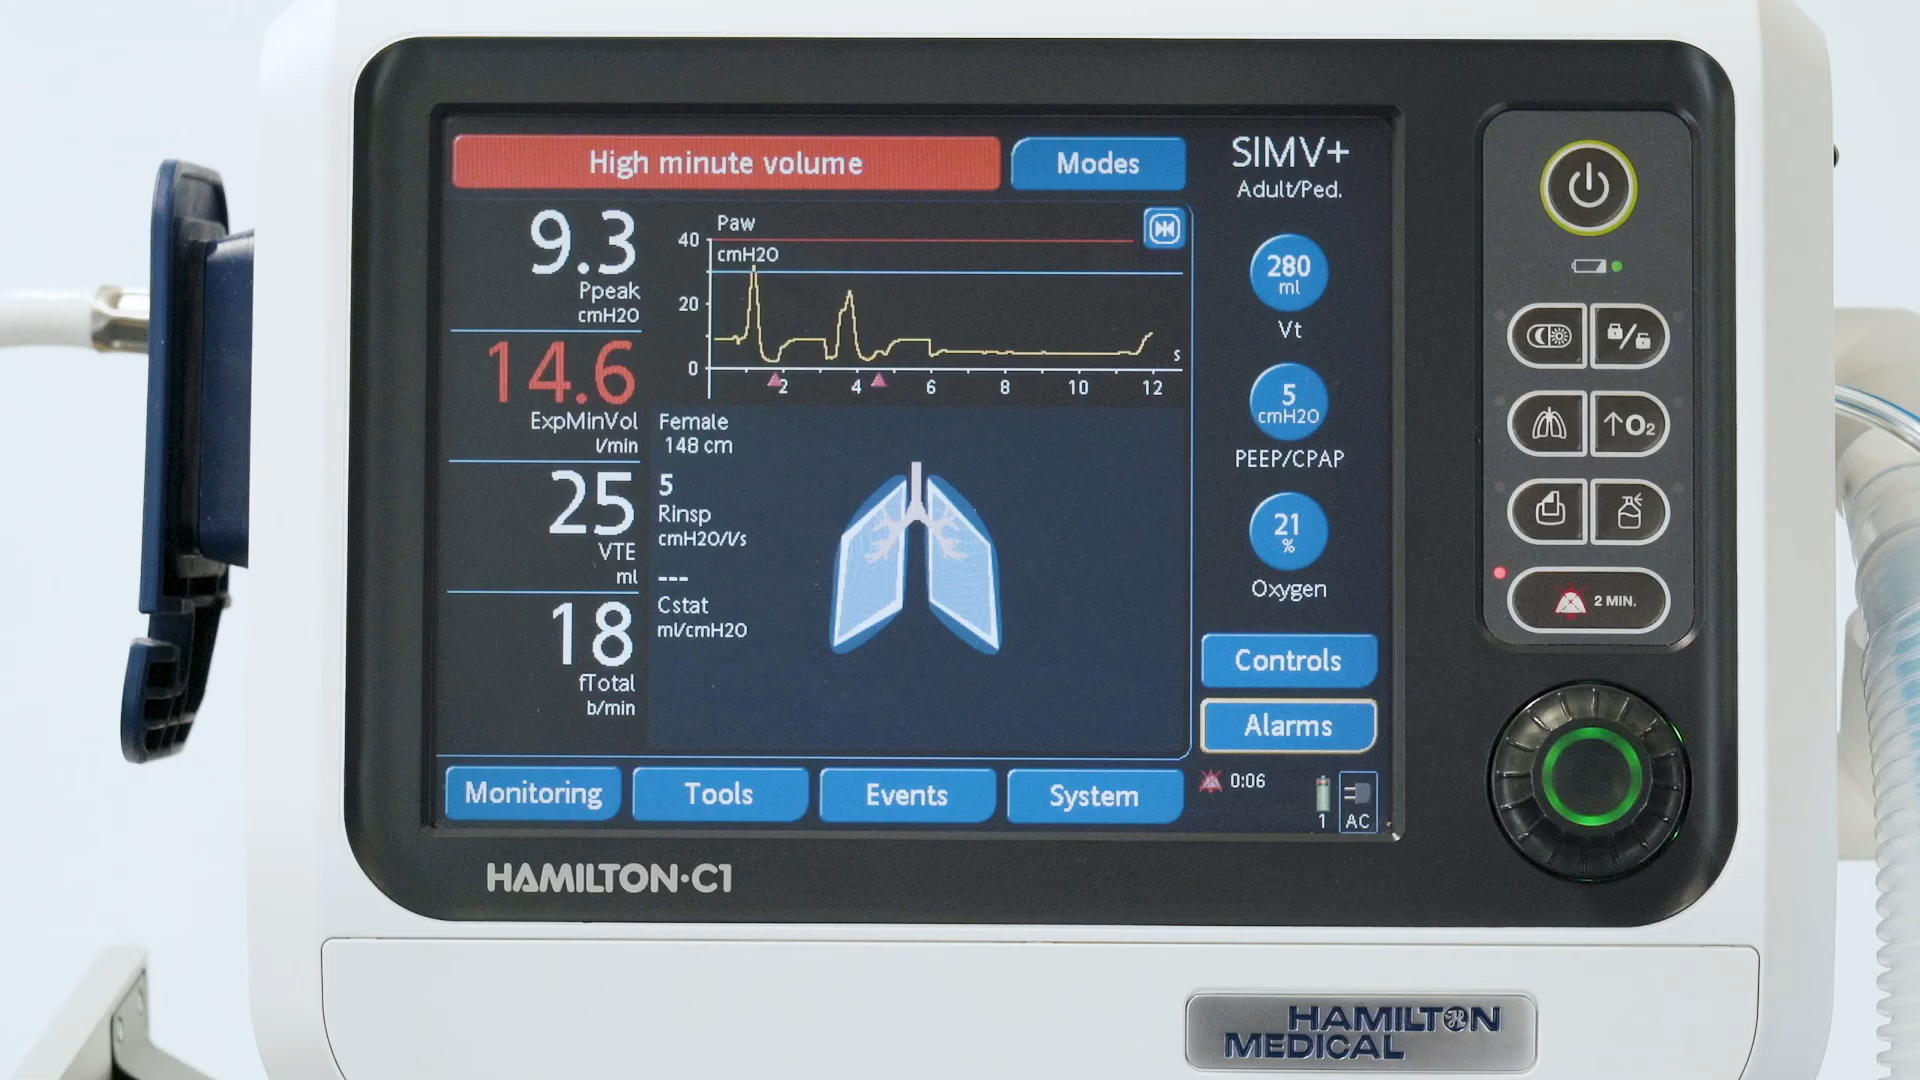 High minute volume
Modes
SIMV+
Adult/Ped.
9.3
Ppeak
cmH2O
14.6
ExpMinVol
l/min
25
VTE
ml
18
fTotal
b/min
Paw
cmH2O
40
20
0
2 4 6 8 10 12
s
Female
148 cm
5
Rinsp
cmH2O/l/s
---
Cstat
ml/cmH2O
280
ml
Vt
5
cmH2O
PEEP/CPAP
21
%
Oxygen
Controls
Alarms
Monitoring
Tools
Events
System
0:06
1
AC
O2
2 MIN.
HAMILTON·C1
HAMILTON
MEDICAL